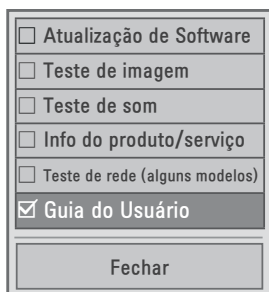 Atualização de Software
Teste de imagem
Teste de som
Info do produto/serviço
Teste de rede (alguns modelos)
Guia do Usuário
Fechar